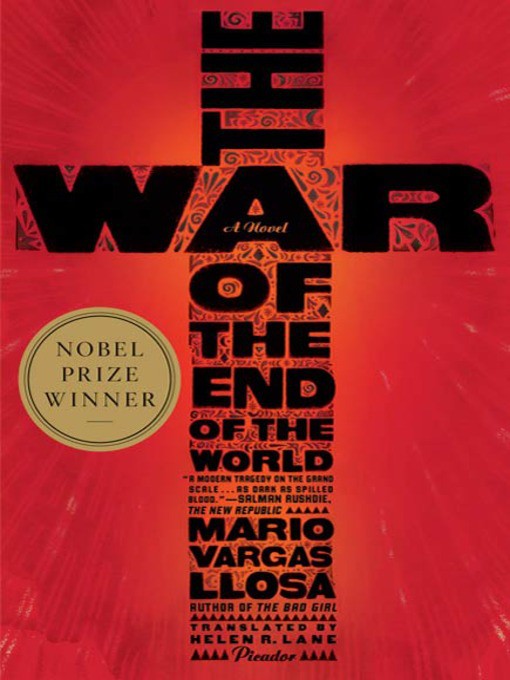 THE
WAR
A Novel
OF
THE
END
OF THE
WORLD
NOBEL
PRIZE
WINNER
"A MODERN TRAGEDY ON THE GRAND
SCALE...AS DARK AS SPILLED
BLOOD."—SALMAN RUSHDIE,
THE NEW REPUBLIC
MARIO
VARGAS
LLOSA
AUTHOR OF THE BAD GIRL
TRANSLATED BY
HELEN R. LANE
Picador